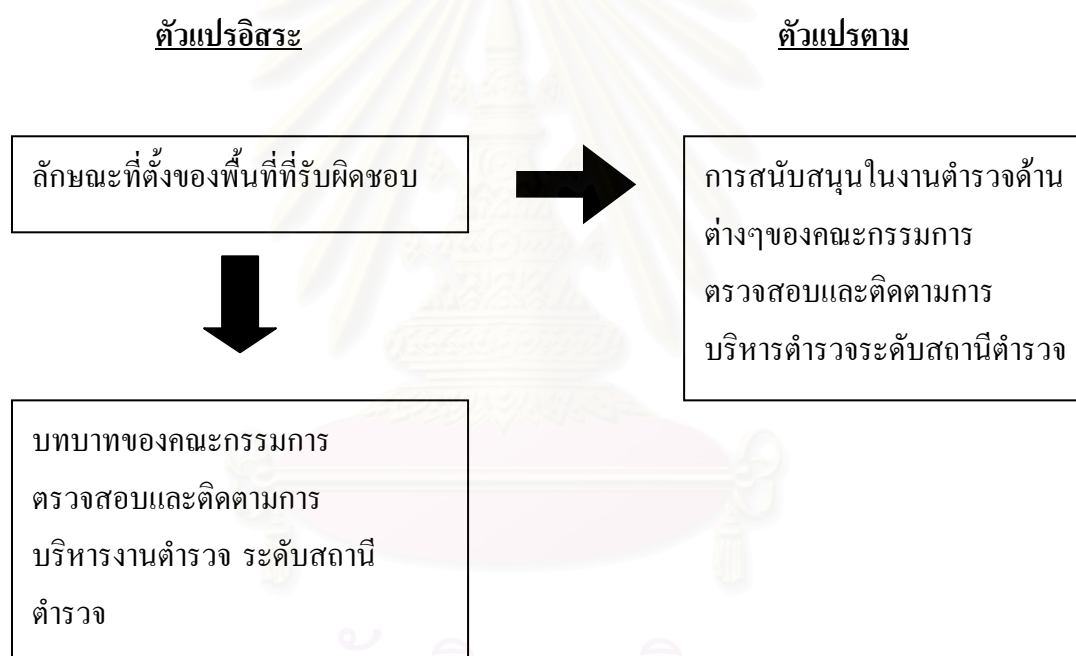 ตัวแปรอิสระ
ตัวแปรตาม
ลักษณะที่ตั้งของพื้นที่ที่รับผิดชอบ
การสนับสนุนในงานตำรวจด้าน
ต่างๆของคณะกรรมการ
ตรวจสอบและติดตามการ
บริหารตำรวจระดับสถานีตำรวจ
บทบาทของคณะกรรมการ
ตรวจสอบและติดตามการ
บริหารงานตำรวจ ระดับสถานี
ตำรวจ